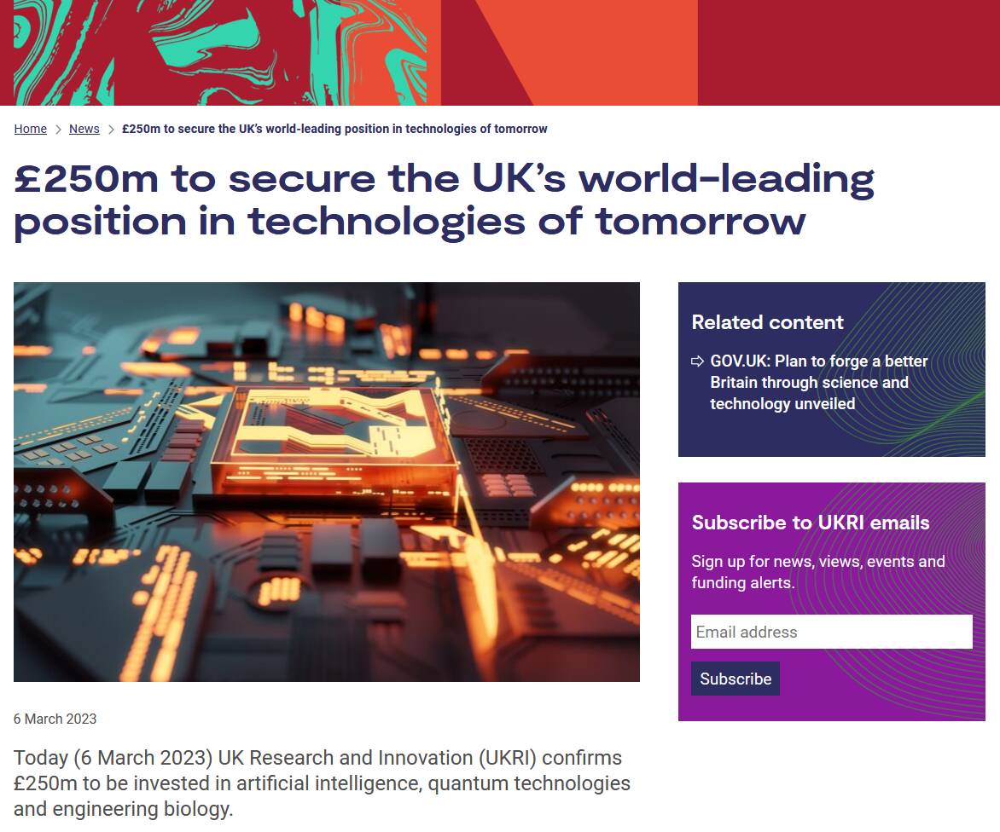 Home
News
£250m to secure the UK’s world-leading position in technologies of tomorrow
£250m to secure the UK’s world-leading
position in technologies of tomorrow
Related content
GOV.UK: Plan to forge a better
Britain through science and
technology unveiled
Subscribe to UKRI emails
Sign up for news, views, events and
funding alerts.
Email address
Subscribe
6 March 2023
Today (6 March 2023) UK Research and Innovation (UKRI) confirms
£250m to be invested in artificial intelligence, quantum technologies
and engineering biology.